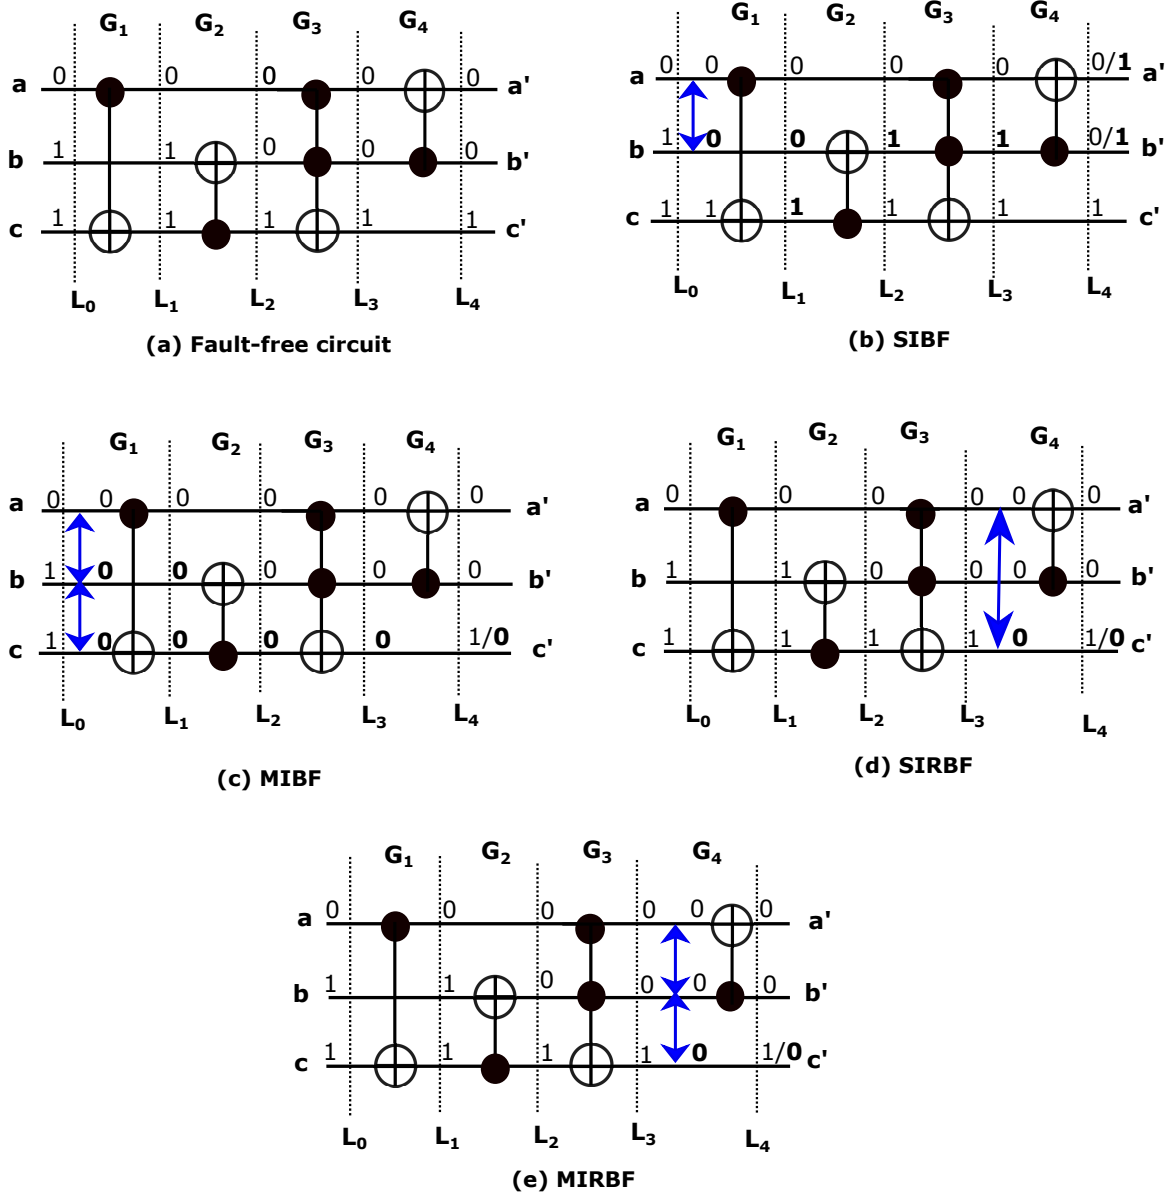 G1 G2 G3 G4
a 0 0 0 0 0 a'
b 1 1 0 0 0 b'
c 1 1 1 1 1 c'
L0 L1 L2 L3 L4
(a) Fault-free circuit
G1 G2 G3 G4
a 0 0 0 0 0 0/1 a'
b 1 0 0 1 1 0/1 b'
c 1 1 1 1 1 1 c'
L0 L1 L2 L3 L4
(b) SIBF
G1 G2 G3 G4
a 0 0 0 0 0 0 a'
b 1 0 0 0 0 0 b'
c 1 0 0 0 0 1/0 c'
L0 L1 L2 L3 L4
(c) MIBF
G1 G2 G3 G4
a 0 0 0 0 0 0 a'
b 1 1 0 0 0 0 b'
c 1 1 1 1 0 1/0 c'
L0 L1 L2 L3 L4
(d) SIRBF
G1 G2 G3 G4
a 0 0 0 0 0 0 a'
b 1 1 0 0 0 0 b'
c 1 1 1 1 0 1/0 c'
L0 L1 L2 L3 L4
(e) MIRBF